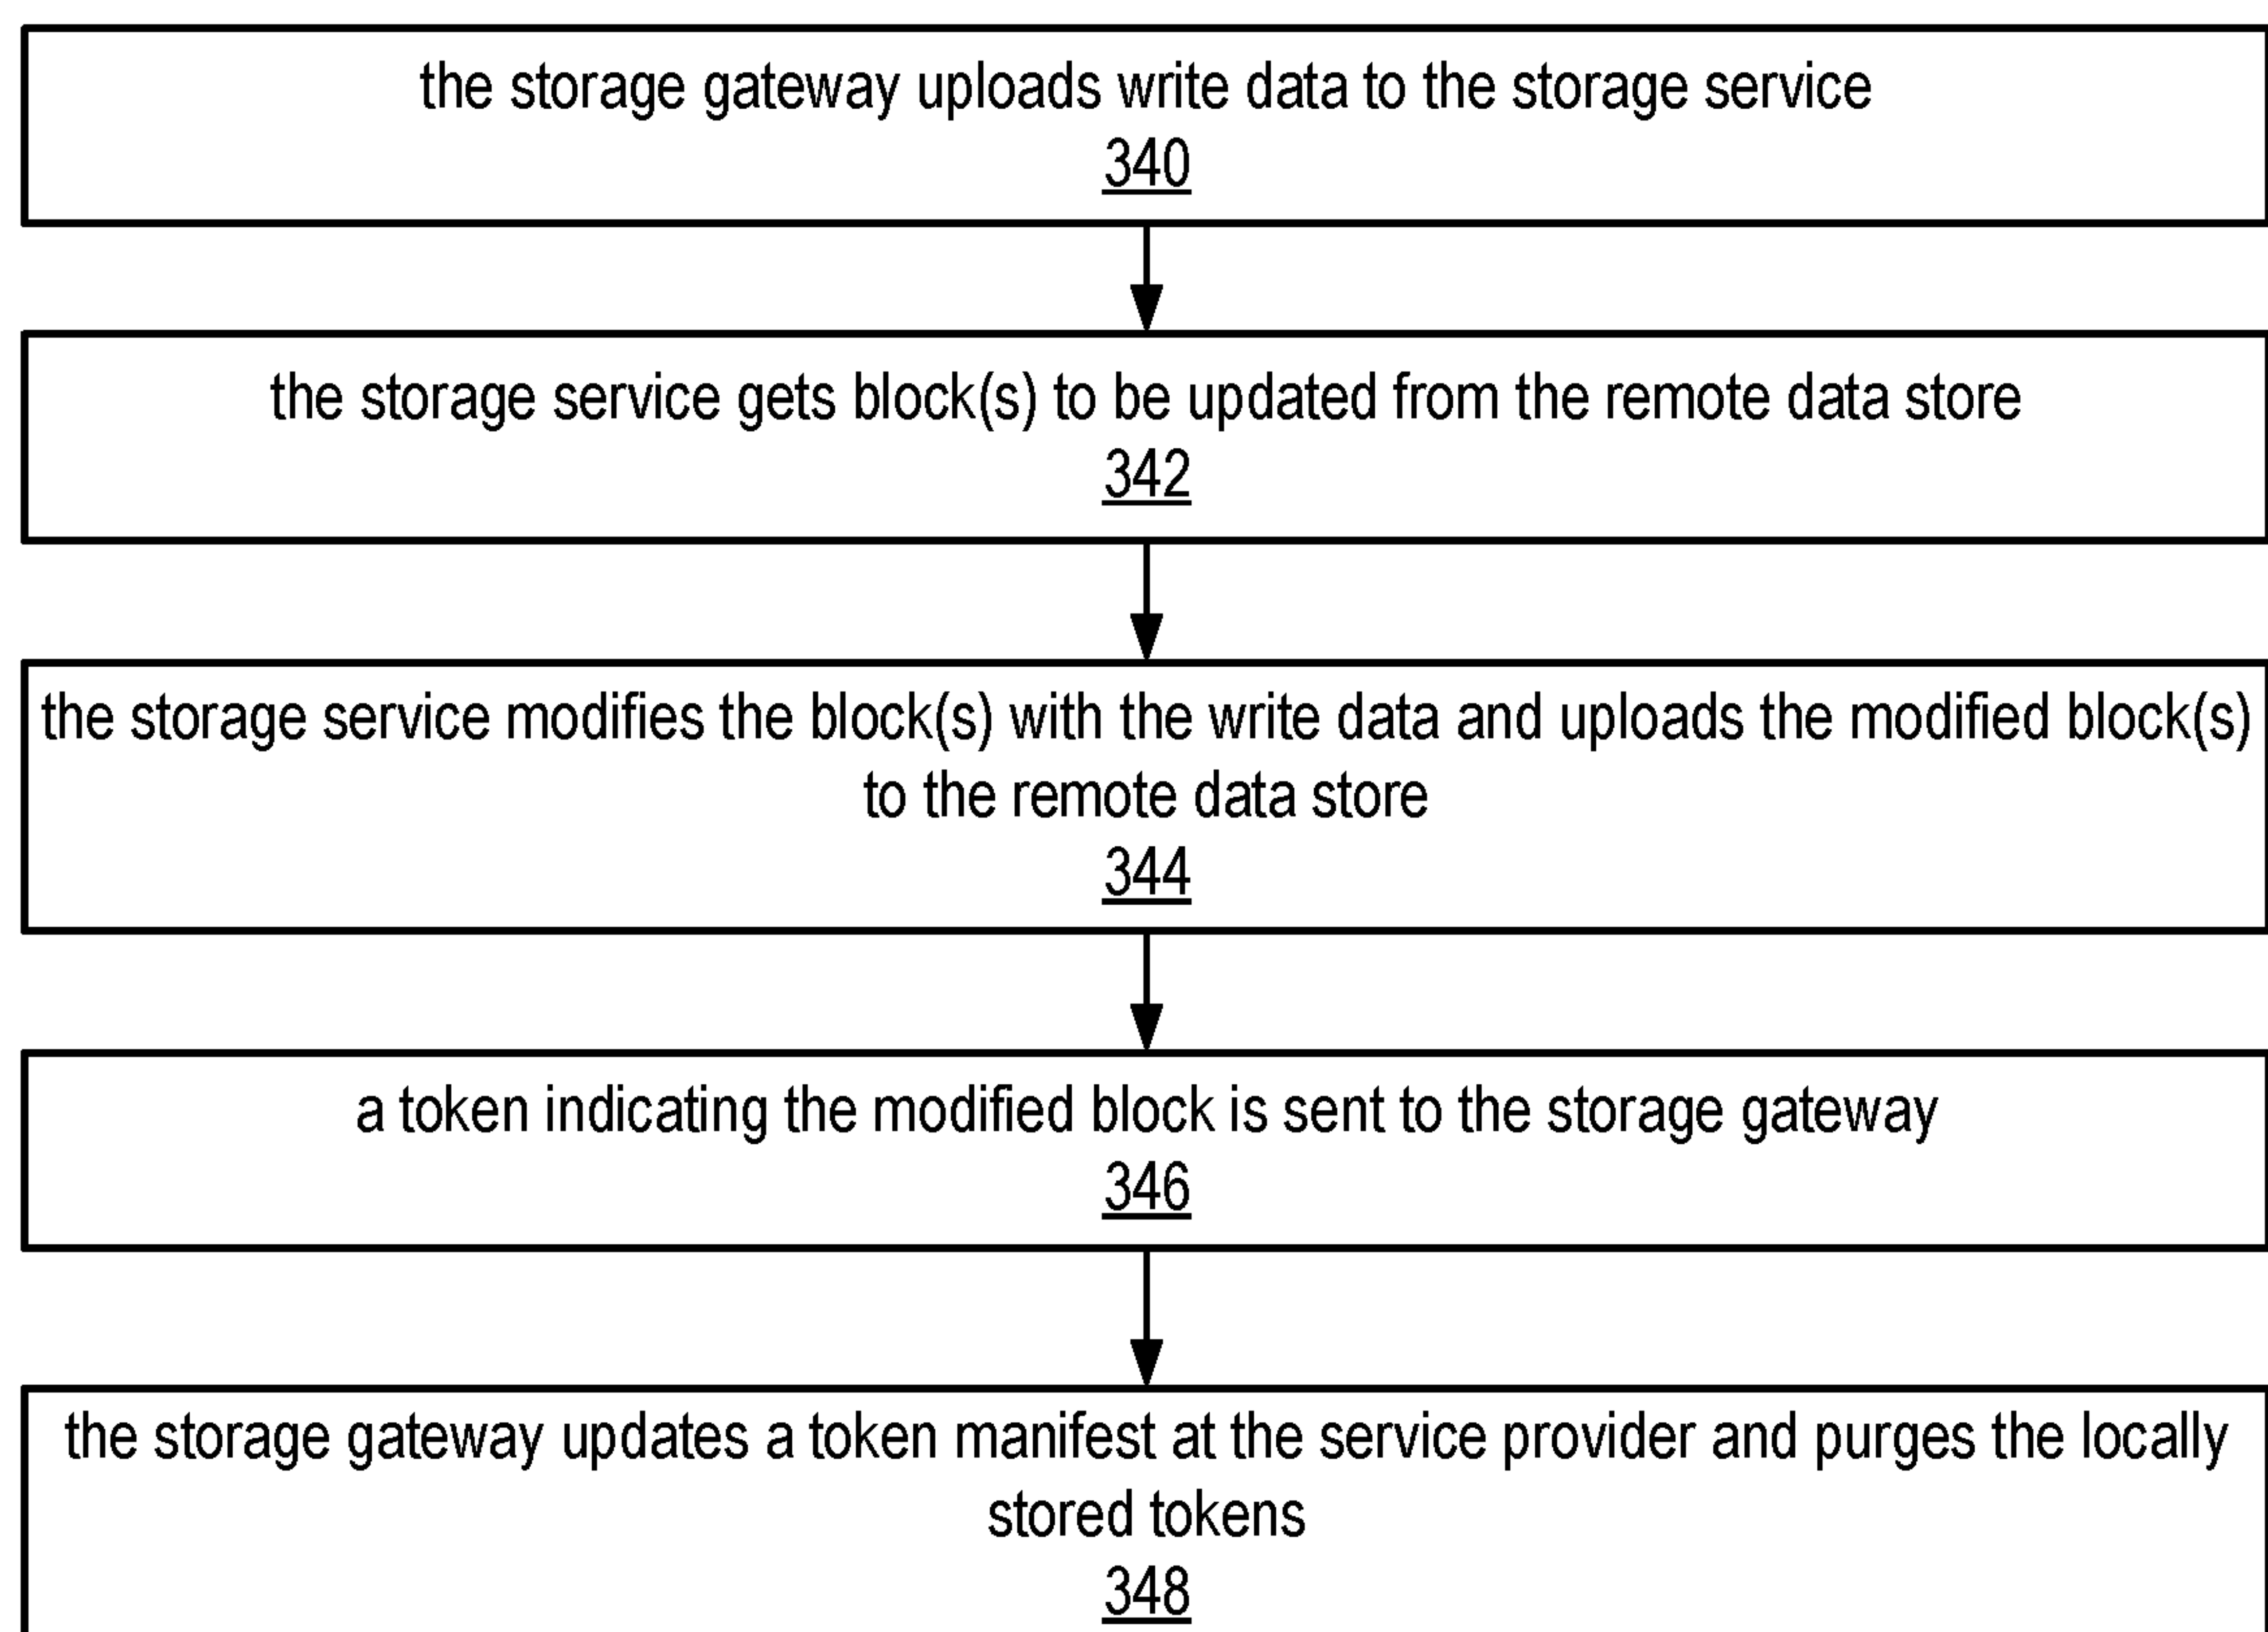 the storage gateway uploads write data to the storage service
340
the storage service gets block(s) to be updated from the remote data store
342
the storage service modifies the block(s) with the write data and uploads the modified block(s)
to the remote data store
344
a token indicating the modified block is sent to the storage gateway
346
the storage gateway updates a token manifest at the service provider and purges the locally
stored tokens
348